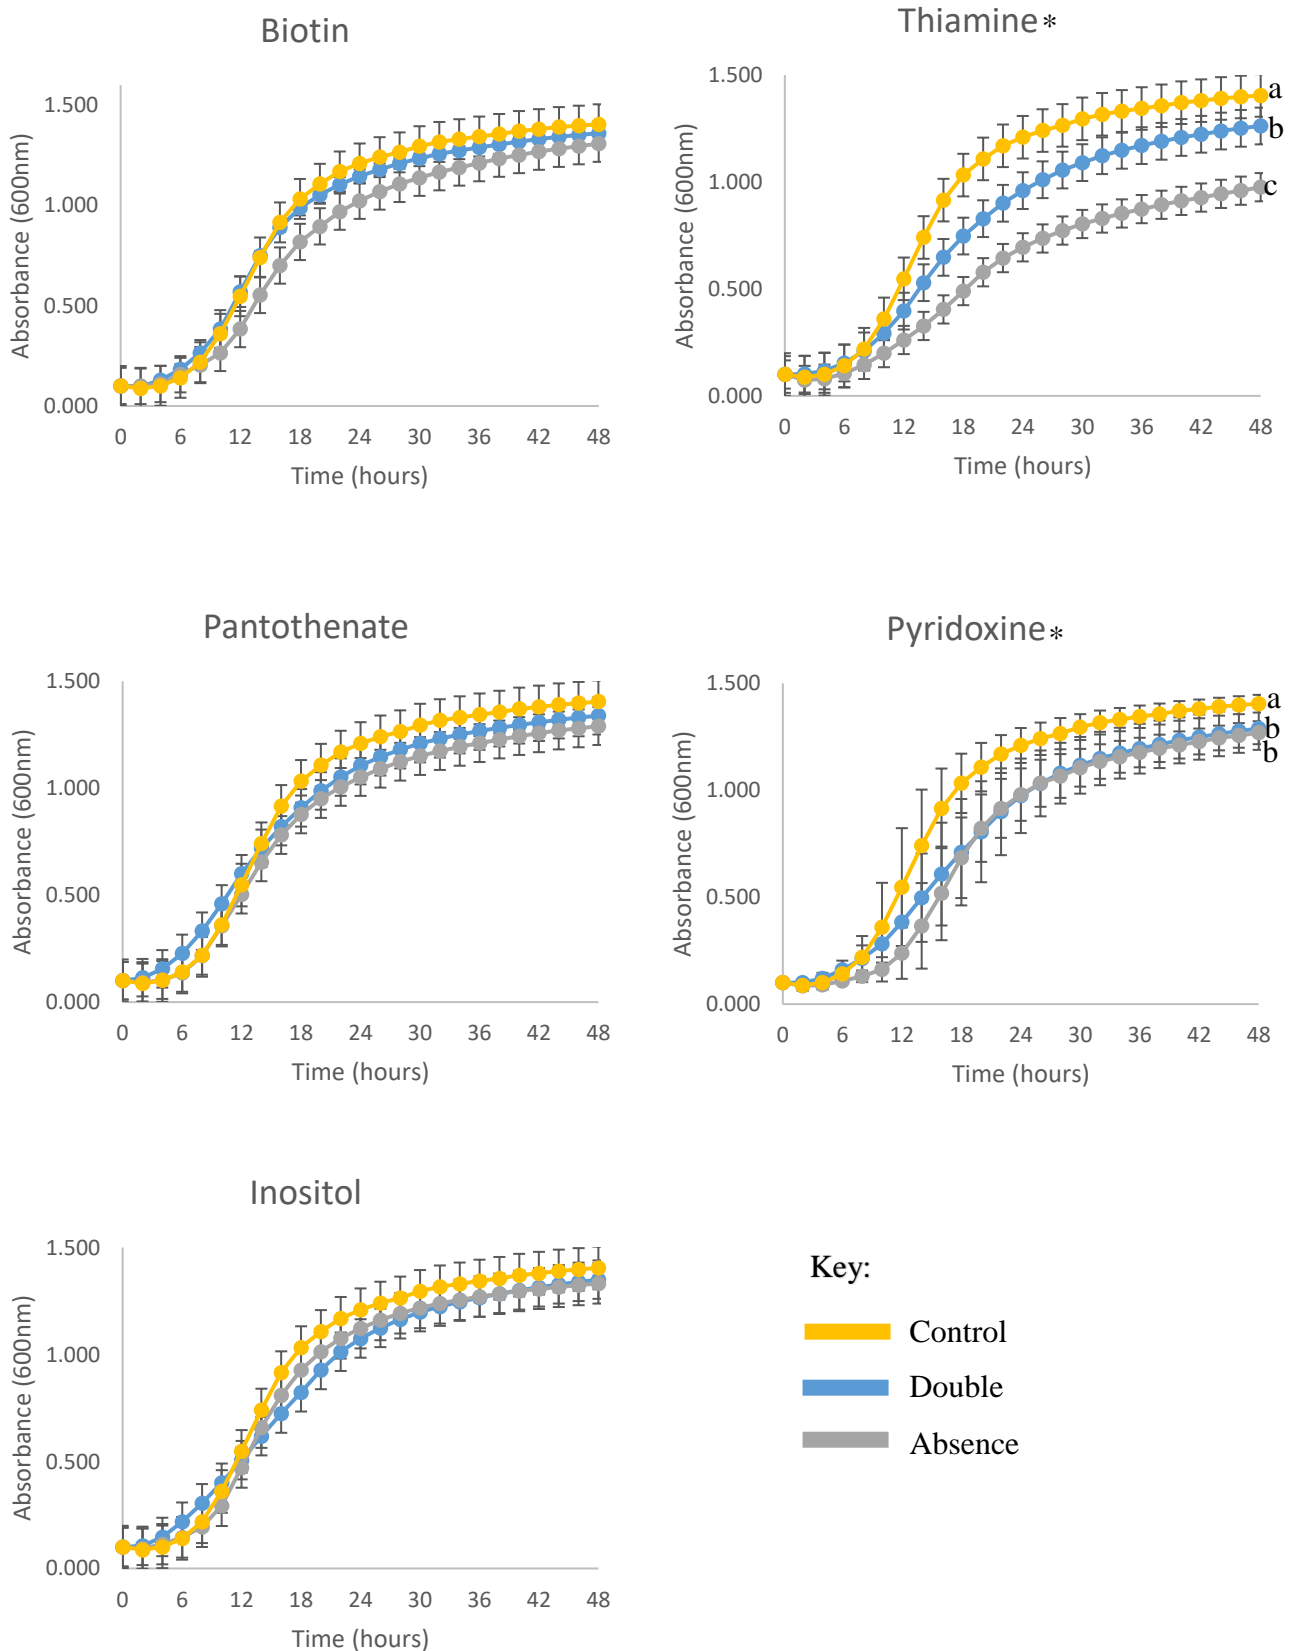 Biotin
Absorbance (600nm)
1.500
1.000
0.500
0.000
0 6 12 18 24 30 36 42 48
Time (hours)
Thiamine*
Absorbance (600nm)
1.500
1.000
0.500
0.000
a
b
c
0 6 12 18 24 30 36 42 48
Time (hours)
Pantothenate
Absorbance (600nm)
1.500
1.000
0.500
0.000
0 6 12 18 24 30 36 42 48
Time (hours)
Pyridoxine*
Absorbance (600nm)
1.500
1.000
0.500
0.000
a
b
b
0 6 12 18 24 30 36 42 48
Time (hours)
Inositol
Absorbance (600nm)
1.500
1.000
0.500
0.000
0 6 12 18 24 30 36 42 48
Time (hours)
Key:
Control
Double
Absence